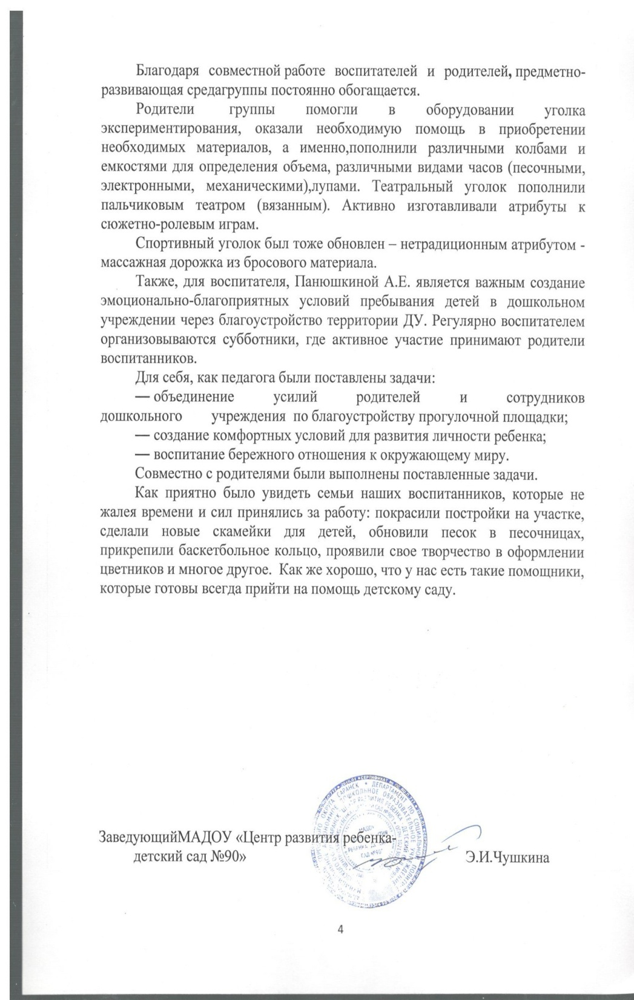 Благодаря совместной работе воспитателей и родителей, предметно-
развивающая средагруппы постоянно обогащается.
Родители группы помогли в оборудовании уголка
экспериментирования, оказали необходимую помощь в приобретении
необходимых материалов, а именно,пополнили различными колбами и
емкостями для определения объема, различными видами часов (песочными,
электронными, механическими),лупами. Театральный уголок пополнили
пальчиковым театром (вязанным). Активно изготавливали атрибуты к
сюжетно-ролевым играм.
Спортивный уголок был тоже обновлен – нетрадиционным атрибутом -
массажная дорожка из бросового материала.
Также, для воспитателя, Панюшкиной А.Е. является важным создание
эмоционально-благоприятных условий пребывания детей в дошкольном
учреждении через благоустройство территории ДУ. Регулярно воспитателем
организовываются субботники, где активное участие принимают родители
воспитанников.
Для себя, как педагога были поставлены задачи:
— объединение усилий родителей и сотрудников
дошкольного учреждения по благоустройству прогулочной площадки;
— создание комфортных условий для развития личности ребенка;
— воспитание бережного отношения к окружающему миру.
Совместно с родителями были выполнены поставленные задачи.
Как приятно было увидеть семьи наших воспитанников, которые не
жалея времени и сил принялись за работу: покрасили постройки на участке,
сделали новые скамейки для детей, обновили песок в песочницах,
прикрепили баскетбольное кольцо, проявили свое творчество в оформлении
цветников и многое другое. Как же хорошо, что у нас есть такие помощники,
которые готовы всегда прийти на помощь детскому саду.
ЗаведующийМАДОУ «Центр развития ребенка-
детский сад №90» Э.И.Чушкина
4